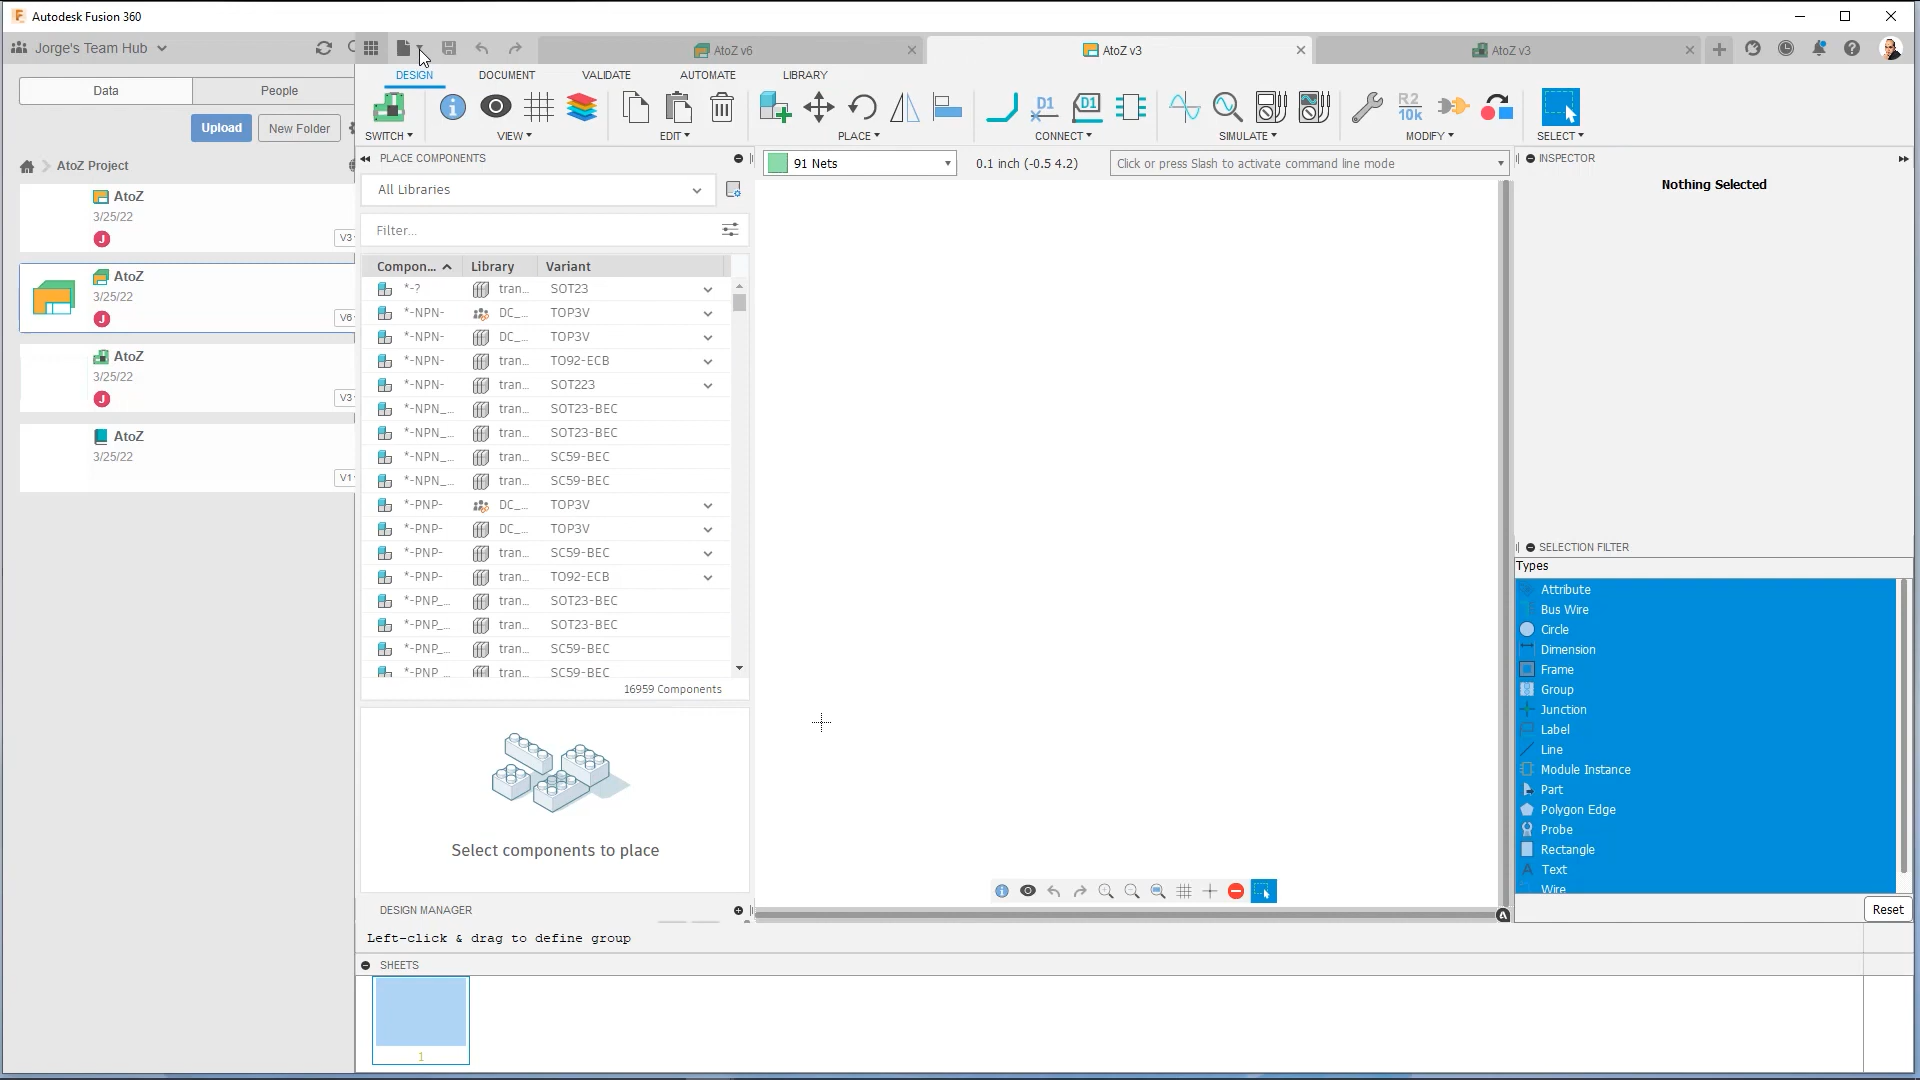 Autodesk Fusion 360
Jorge's Team Hub
AtoZ v6
AtoZ v3
AtoZ v3
Data
People
Upload
New Folder
AtoZ Project
AtoZ
3/25/22
J
V3
AtoZ
3/25/22
J
V6
AtoZ
3/25/22
J
V3
AtoZ
3/25/22
V1
DESIGN
DOCUMENT
VALIDATE
AUTOMATE
LIBRARY
SWITCH
VIEW
EDIT
PLACE
CONNECT
SIMULATE
MODIFY
SELECT
D1
D1
R2
10k
PLACE COMPONENTS
All Libraries
Filter...
Compon... Library Variant
*-? tran... SOT23
*-NPN- DC_... TOP3V
*-NPN- DC_... TOP3V
*-NPN- tran... TO92-ECB
*-NPN- tran... SOT223
*-NPN_... tran... SOT23-BEC
*-NPN_... tran... SOT23-BEC
*-NPN_... tran... SC59-BEC
*-NPN_... tran... SC59-BEC
*-PNP- DC_... TOP3V
*-PNP- DC_... TOP3V
*-PNP- tran... SC59-BEC
*-PNP- tran... TO92-ECB
*-PNP_... tran... SOT23-BEC
*-PNP_... tran... SOT23-BEC
*-PNP_... tran... SC59-BEC
*-PNP_... tran... SC59-BEC
16959 Components
Select components to place
DESIGN MANAGER
91 Nets
0.1 inch (-0.5 4.2)
Click or press Slash to activate command line mode
INSPECTOR
Nothing Selected
SELECTION FILTER
Types
Attribute
Bus Wire
Circle
Dimension
Frame
Group
Junction
Label
Line
Module Instance
Part
Polygon Edge
Probe
Rectangle
Text
Wire
Reset
Left-click & drag to define group
SHEETS
1